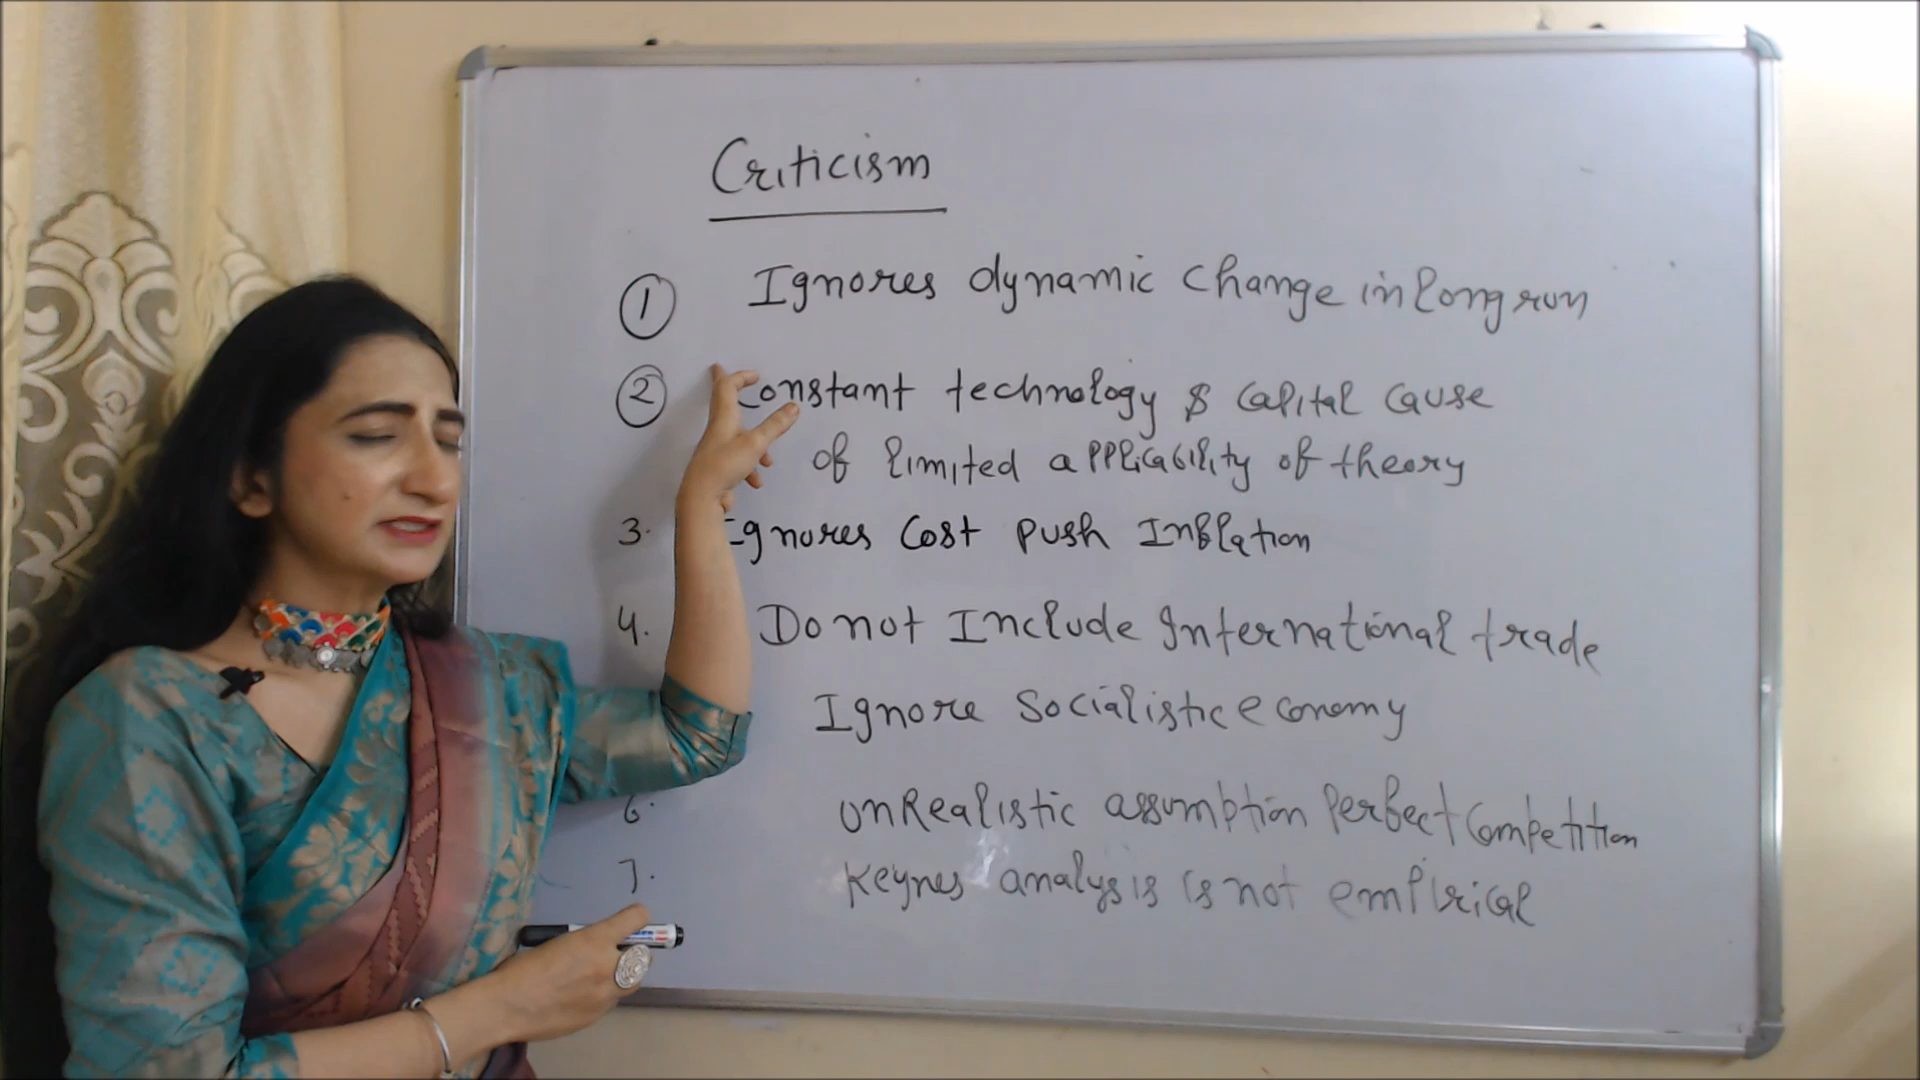 Criticism
1 Ignores dynamic change in long run
2 Constant technology & capital cause
of limited applicability of theory
3. Ignores Cost Push Inflation
4. Do not Include International trade
Ignore Socialistic economy
6. Unrealistic assumption Perfect Competition
7. Keynes analysis is not empirical